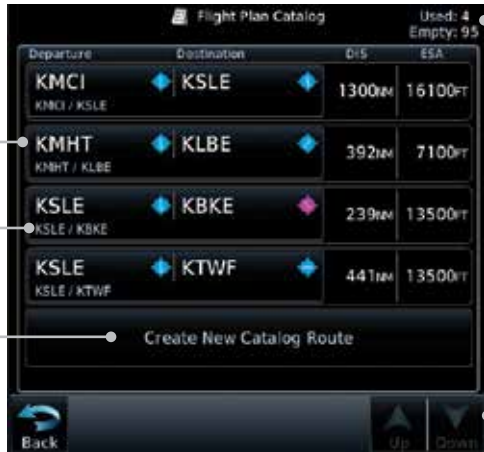 Flight Plan Catalog
Used: 4
Empty: 95
Departure Destination DIS ESA
KMCI KSLE 1300NM 16100FT
KMCI / KSLE
KMHT KLBE 392NM 7100FT
KMHT / KLBE
KSLE KBKE 239NM 13500FT
KSLE / KBKE
KSLE KTWF 441NM 13500FT
KSLE / KTWF
Create New Catalog Route
Back Up Down